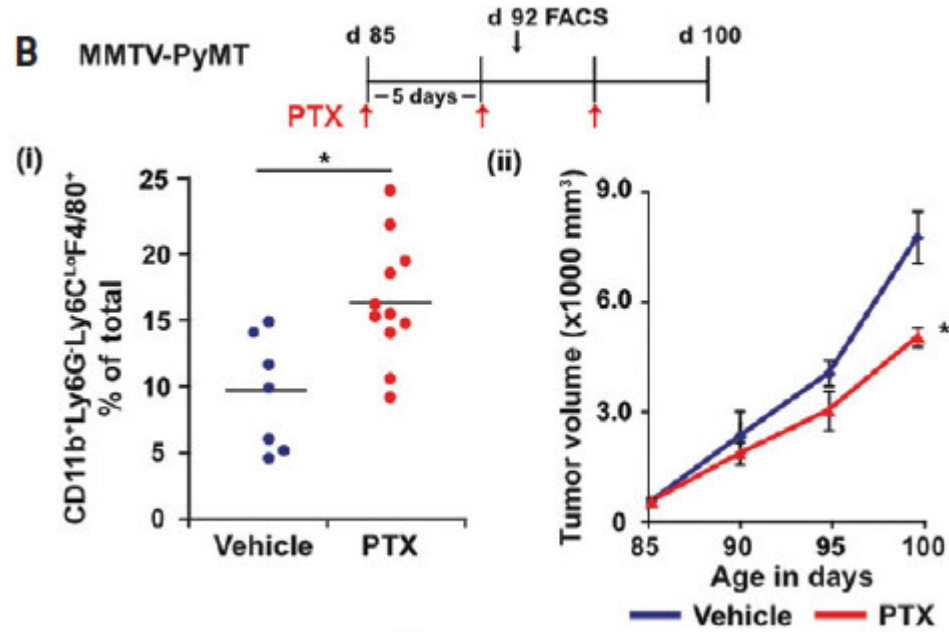 B MMTV-PyMT
d 85
d 92 FACS
d 100
5 days
PTX
(i)
*
CD11b⁺Ly6G⁻Ly6CᴸᵒF4/80⁺
% of total
25
20
15
10
5
0
Vehicle PTX
(ii)
Tumor volume (x1000 mm³)
9.0
6.0
3.0
0
*
85 90 95 100
Age in days
Vehicle PTX